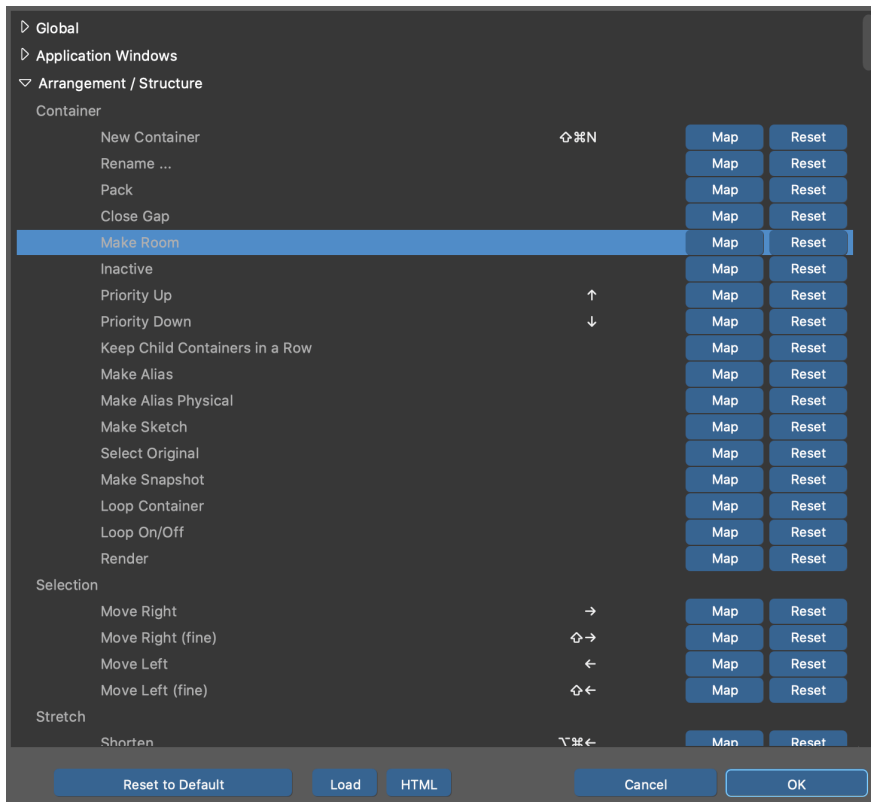 Global
Application Windows
Arrangement / Structure
Container
New Container ⇧⌘N Map Reset
Rename ... Map Reset
Pack Map Reset
Close Gap Map Reset
Make Room Map Reset
Inactive Map Reset
Priority Up ↑ Map Reset
Priority Down ↓ Map Reset
Keep Child Containers in a Row Map Reset
Make Alias Map Reset
Make Alias Physical Map Reset
Make Sketch Map Reset
Select Original Map Reset
Make Snapshot Map Reset
Loop Container Map Reset
Loop On/Off Map Reset
Render Map Reset
Selection
Move Right → Map Reset
Move Right (fine) ⇧→ Map Reset
Move Left ← Map Reset
Move Left (fine) ⇧← Map Reset
Stretch
Shorten ⌥⌘← Map Reset
Reset to Default Load HTML Cancel OK